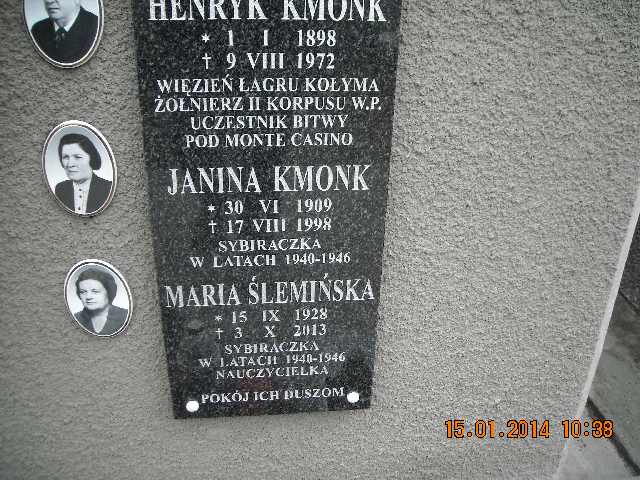 HENRYK KMONK
* 1 I 1898
† 9 VIII 1972
WIĘZIEŃ ŁAGRU KOŁYMA
ŻOŁNIERZ II KORPUSU W.P.
UCZESTNIK BITWY
POD MONTE CASINO
JANINA KMONK
* 30 VI 1909
† 17 VIII 1998
SYBIRACZKA
W LATACH 1940-1946
MARIA ŚLEMIŃSKA
* 15 IX 1928
† 3 X 2013
SYBIRACZKA
W LATACH 1940-1946
NAUCZYCIELKA
POKÓJ ICH DUSZOM
15.01.2014 10:38